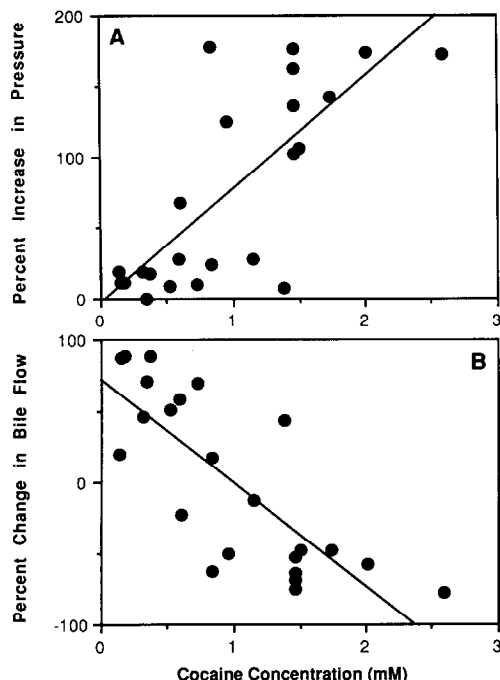 A
Percent Increase in Pressure
200
100
0
0 1 2 3
B
Percent Change in Bile Flow
100
0
-100
0 1 2 3
Cocaine Concentration (mM)